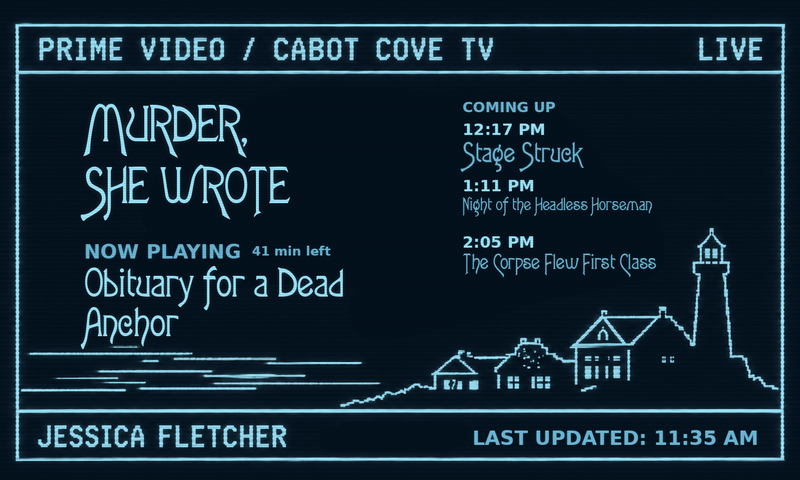 PRIME VIDEO / CABOT COVE TV
LIVE
MURDER,
SHE WROTE
NOW PLAYING 41 min left
Obituary for a Dead
Anchor
COMING UP
12:17 PM
Stage Struck
1:11 PM
Night of the Headless Horseman
2:05 PM
The Corpse Flew First Class
JESSICA FLETCHER
LAST UPDATED: 11:35 AM